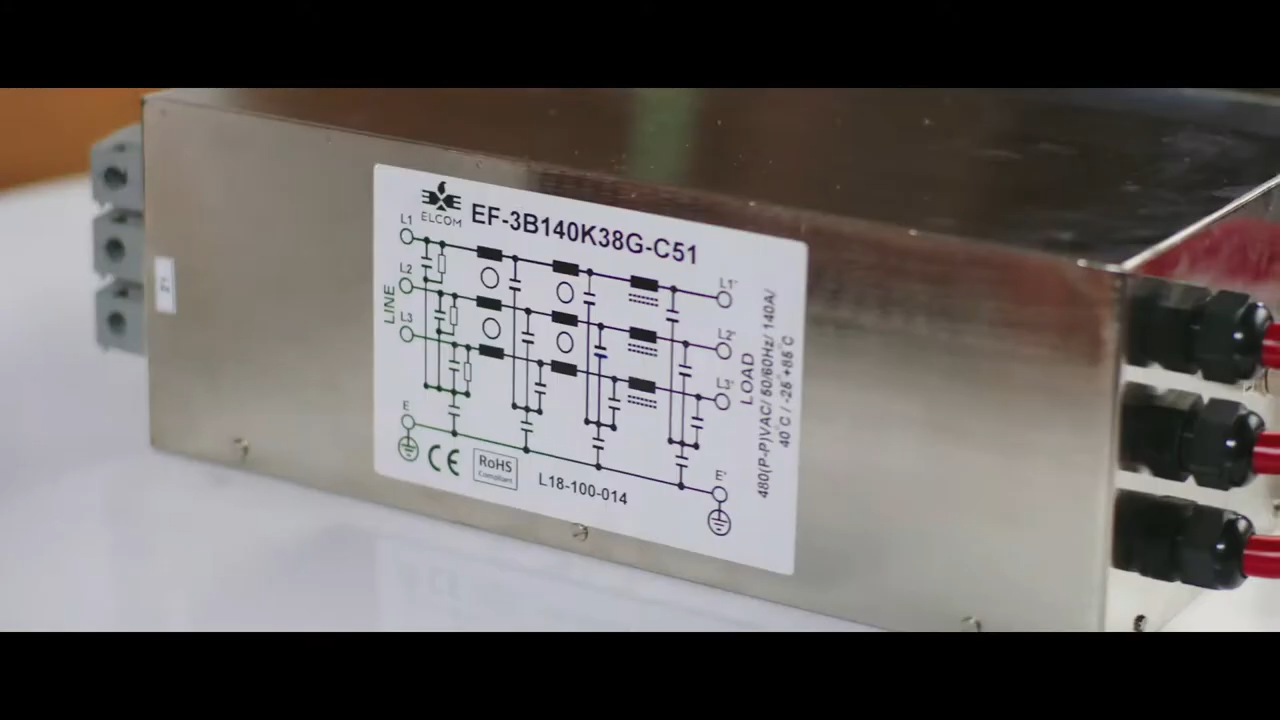 ELCOM
EF-3B140K38G-C51
L1
L2
L3
LINE
L1'
L2'
L3'
LOAD
480(P-P)VAC/ 50/60Hz/ 140A/
40°C / -25°+85°C
E
E'
CE
RoHS
Compliant
L18-100-014